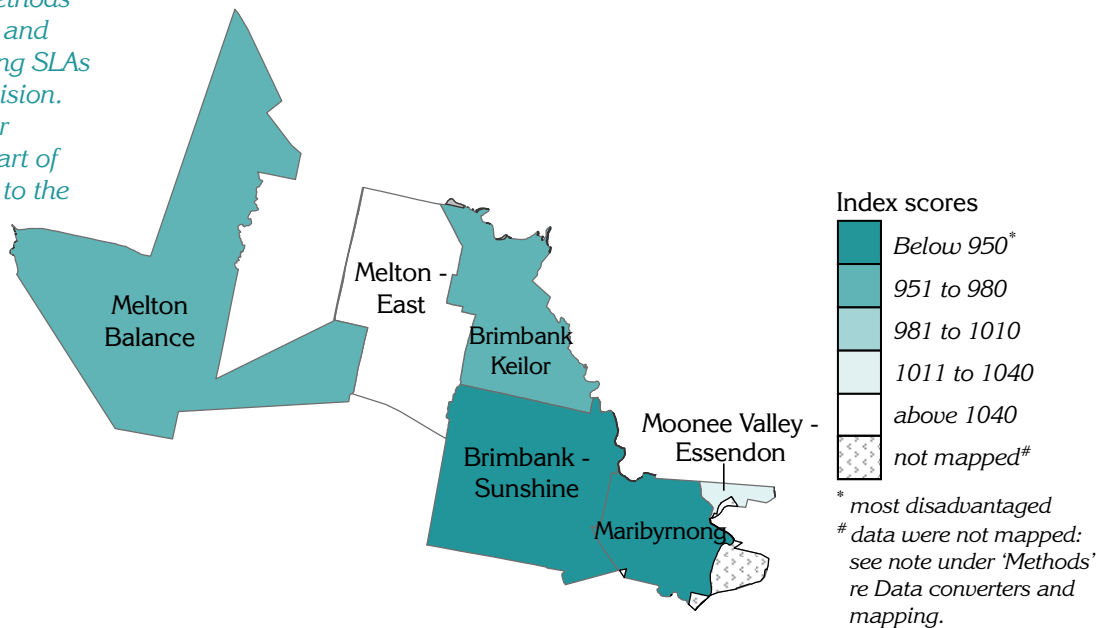 and
ng SLAs
ision.
r
art of
to the
Melton
Balance
Melton -
East
Brimbank
Keilor
Brimbank -
Sunshine
Maribyrnong
Moonee Valley -
Essendon
Index scores
Below 950*
951 to 980
981 to 1010
1011 to 1040
above 1040
not mapped#
* most disadvantaged
# data were not mapped:
see note under ‘Methods’
re Data converters and
mapping.